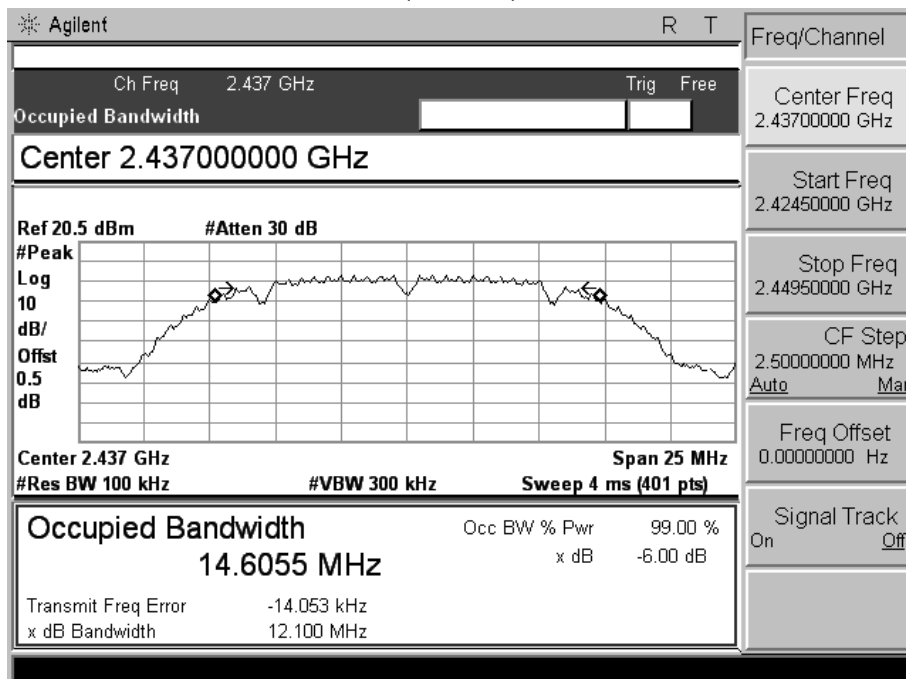 Agilent R T
Freq/Channel
Ch Freq 2.437 GHz Trig Free
Occupied Bandwidth
Center 2.437000000 GHz
Center Freq
2.43700000 GHz
Start Freq
2.42450000 GHz
Stop Freq
2.44950000 GHz
CF Step
2.50000000 MHz
Auto Man
Freq Offset
0.00000000 Hz
Signal Track
On Off
Ref 20.5 dBm #Atten 30 dB
#Peak
Log
10
dB/
Offst
0.5
dB
Center 2.437 GHz Span 25 MHz
#Res BW 100 kHz #VBW 300 kHz Sweep 4 ms (401 pts)
Occupied Bandwidth
14.6055 MHz
Occ BW % Pwr 99.00 %
x dB -6.00 dB
Transmit Freq Error -14.053 kHz
x dB Bandwidth 12.100 MHz